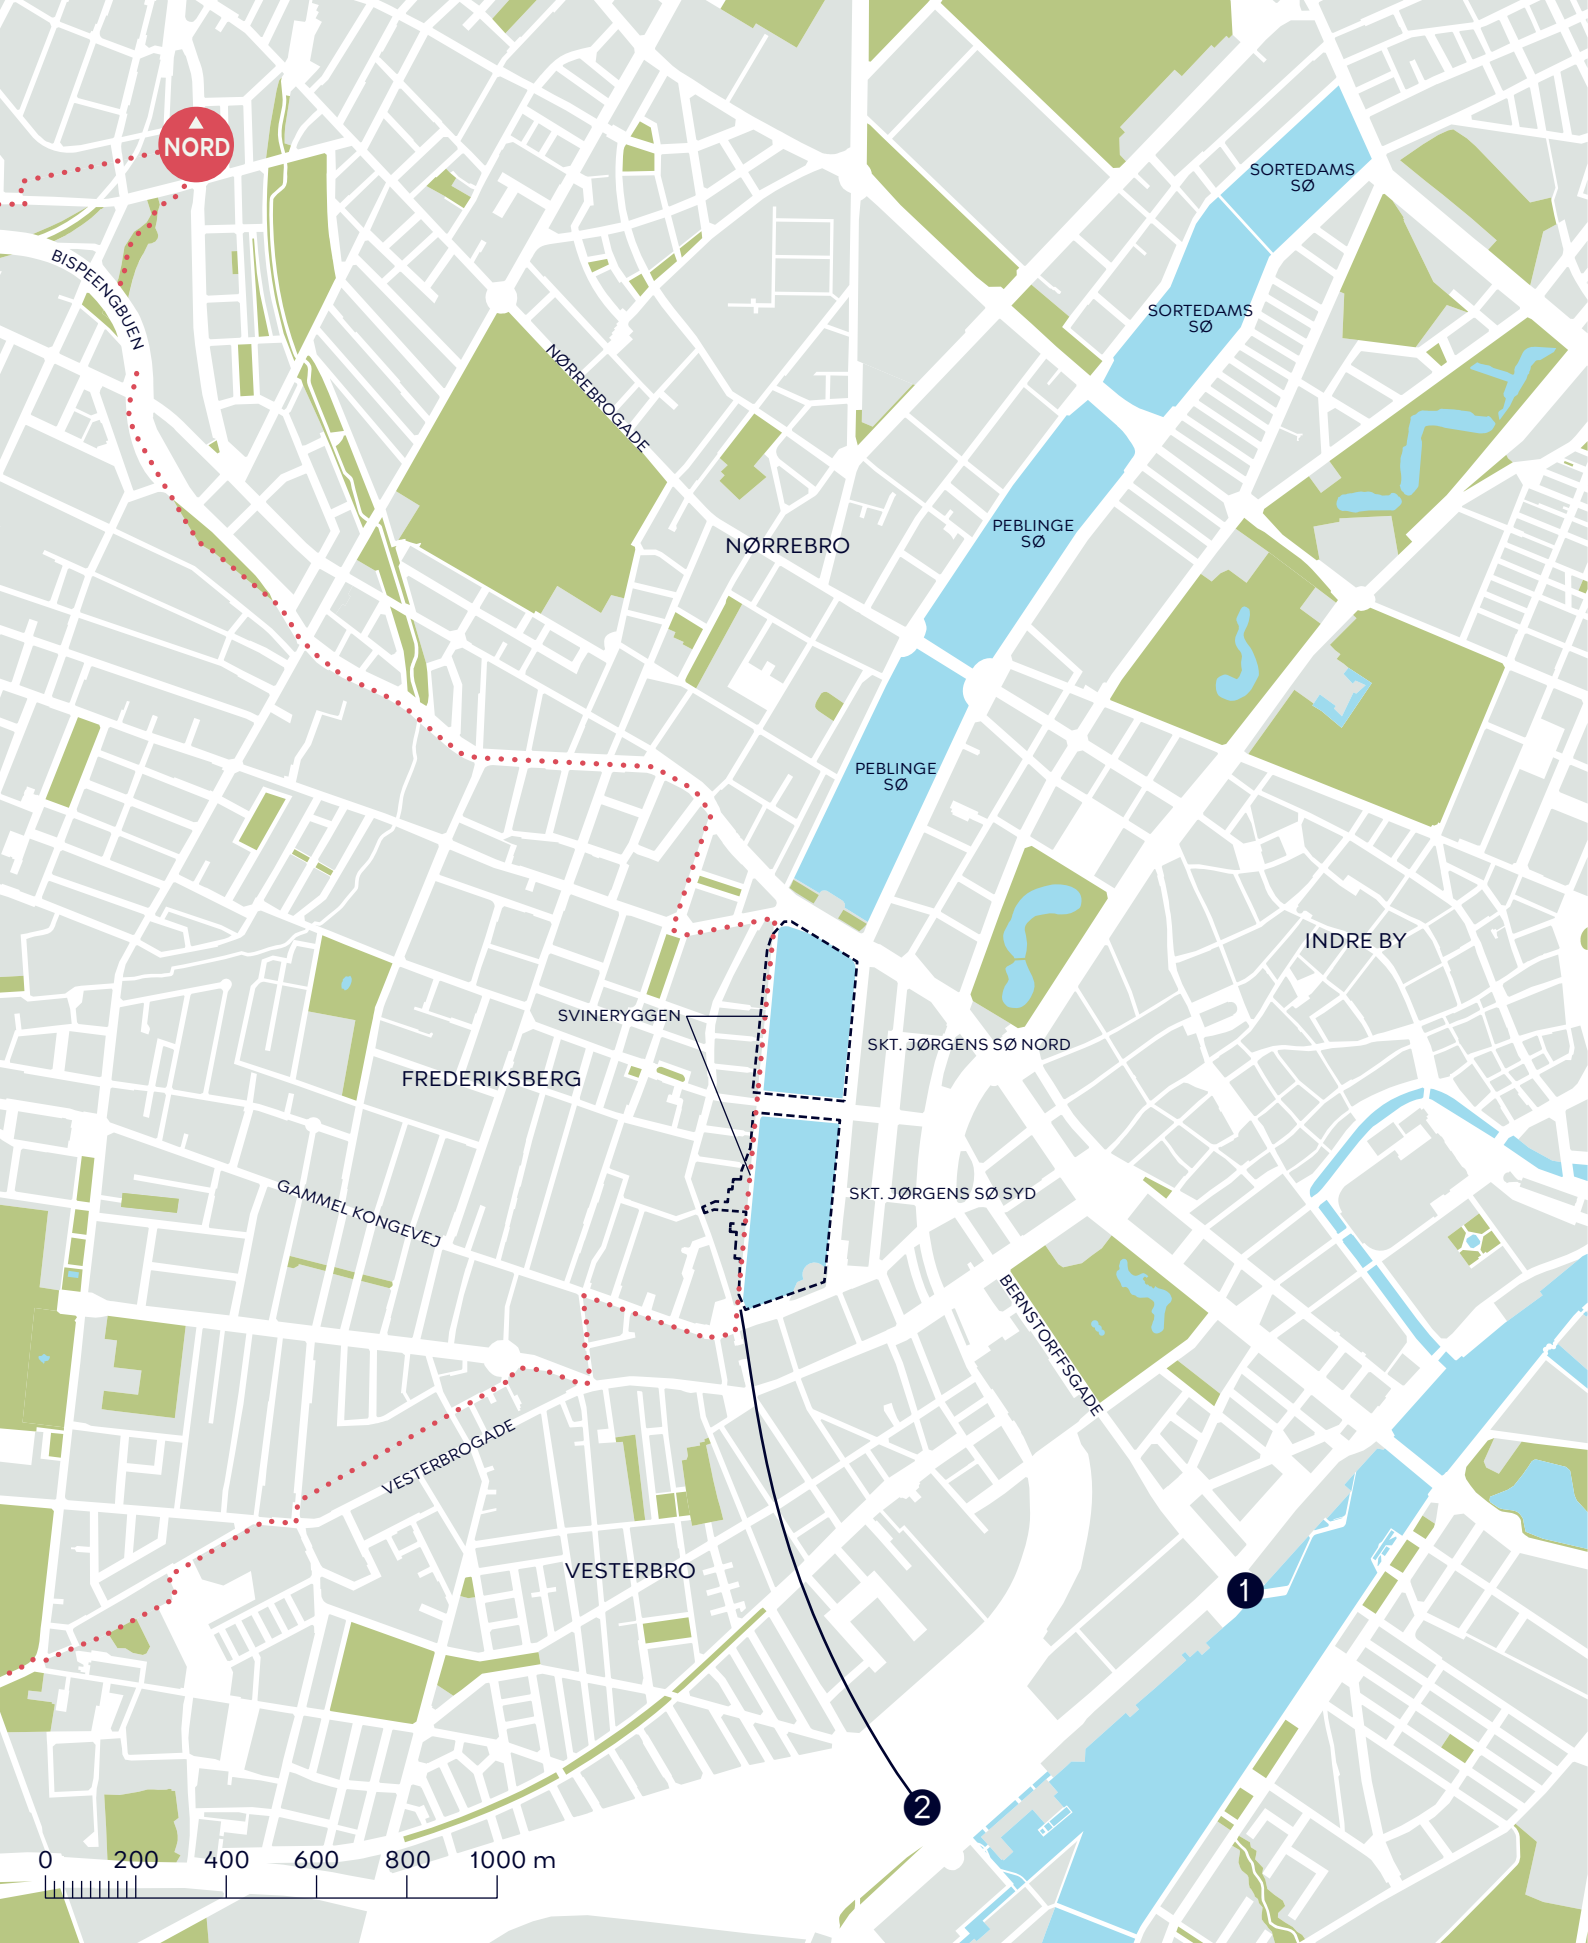 SORTEDAMS
SØ
NORD
BISPEENGBUEN
SORTEDAMS
SØ
NØRREBROGADE
PEBLINGE
SØ
NØRREBRO
PEBLINGE
SØ
INDRE BY
SVINERYGGEN
SKT. JØRGENS SØ NORD
FREDERIKSBERG
GAMMEL KONGEVEJ
SKT. JØRGENS SØ SYD
BERNSTORFFSGADE
VESTERBROGADE
VESTERBRO
1
2
0 200 400 600 800 1000 m